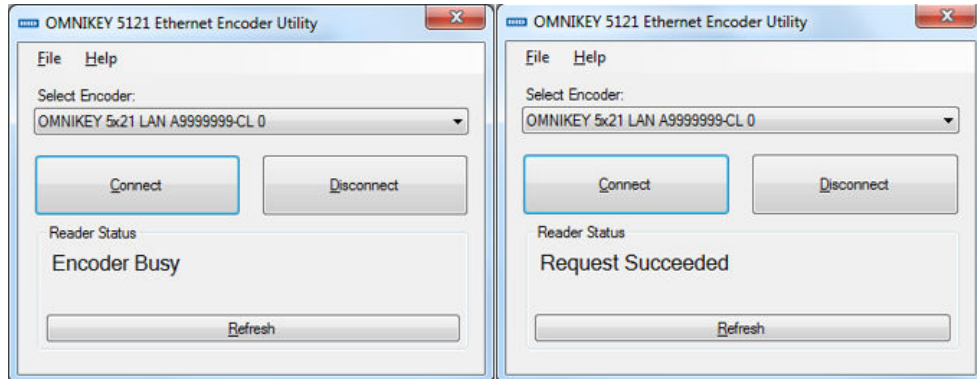 OMNIKEY 5121 Ethernet Encoder Utility
File Help
Select Encoder:
OMNIKEY 5x21 LAN A9999999-CL 0
Connect Disconnect
Reader Status
Encoder Busy
Refresh
OMNIKEY 5121 Ethernet Encoder Utility
File Help
Select Encoder:
OMNIKEY 5x21 LAN A9999999-CL 0
Connect Disconnect
Reader Status
Request Succeeded
Refresh